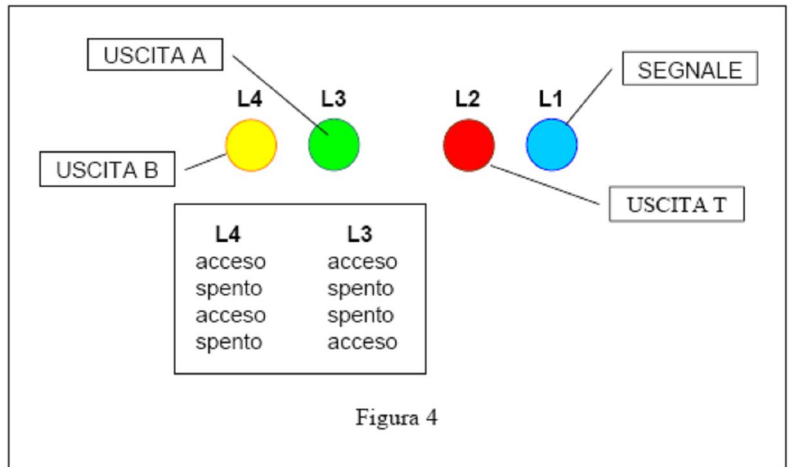 USCITA A
SEGNALE
L4 L3 L2 L1
USCITA B
USCITA T
L4 L3
acceso acceso
spento spento
acceso spento
spento acceso
Figura 4